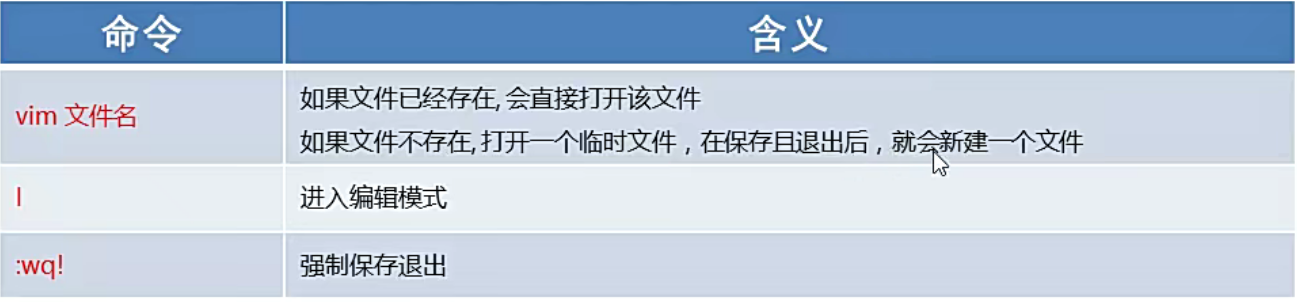 命令 含义
vim 文件名
如果文件已经存在, 会直接打开该文件
如果文件不存在, 打开一个临时文件，在保存且退出后，就会新建一个文件
I 进入编辑模式
:wq! 强制保存退出